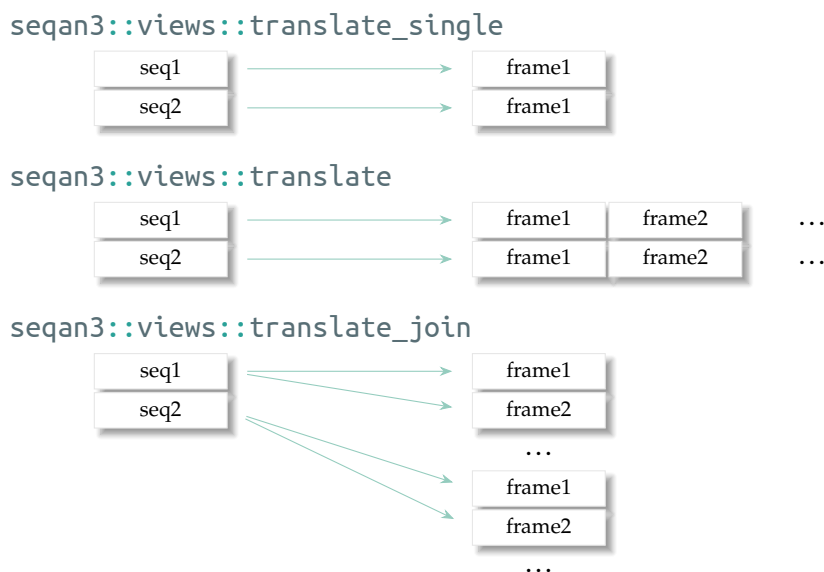 seqan3::views::translate_single
seq1 frame1
seq2 frame1
seqan3::views::translate
seq1 frame1 frame2 ...
seq2 frame1 frame2 ...
seqan3::views::translate_join
seq1 frame1
seq2 frame2
...
frame1
frame2
...